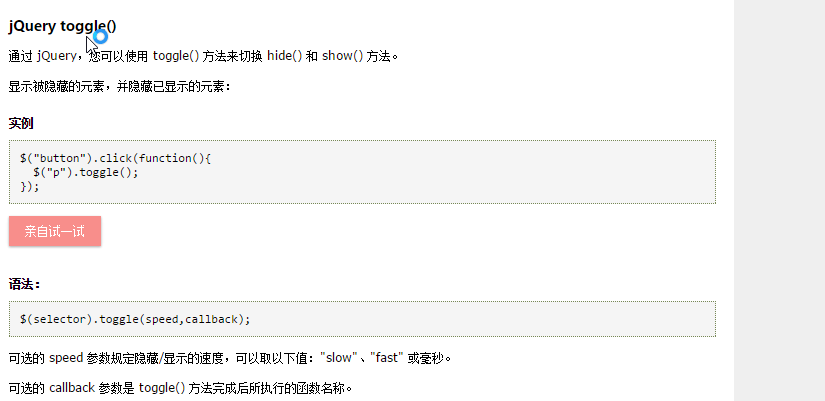 jQuery toggle()
通过 jQuery，您可以使用 toggle() 方法来切换 hide() 和 show() 方法。
显示被隐藏的元素，并隐藏已显示的元素：
实例
$("button").click(function(){
  $("p").toggle();
});
亲自试一试
语法：
$(selector).toggle(speed,callback);
可选的 speed 参数规定隐藏/显示的速度，可以取以下值："slow"、"fast" 或毫秒。
可选的 callback 参数是 toggle() 方法完成后所执行的函数名称。